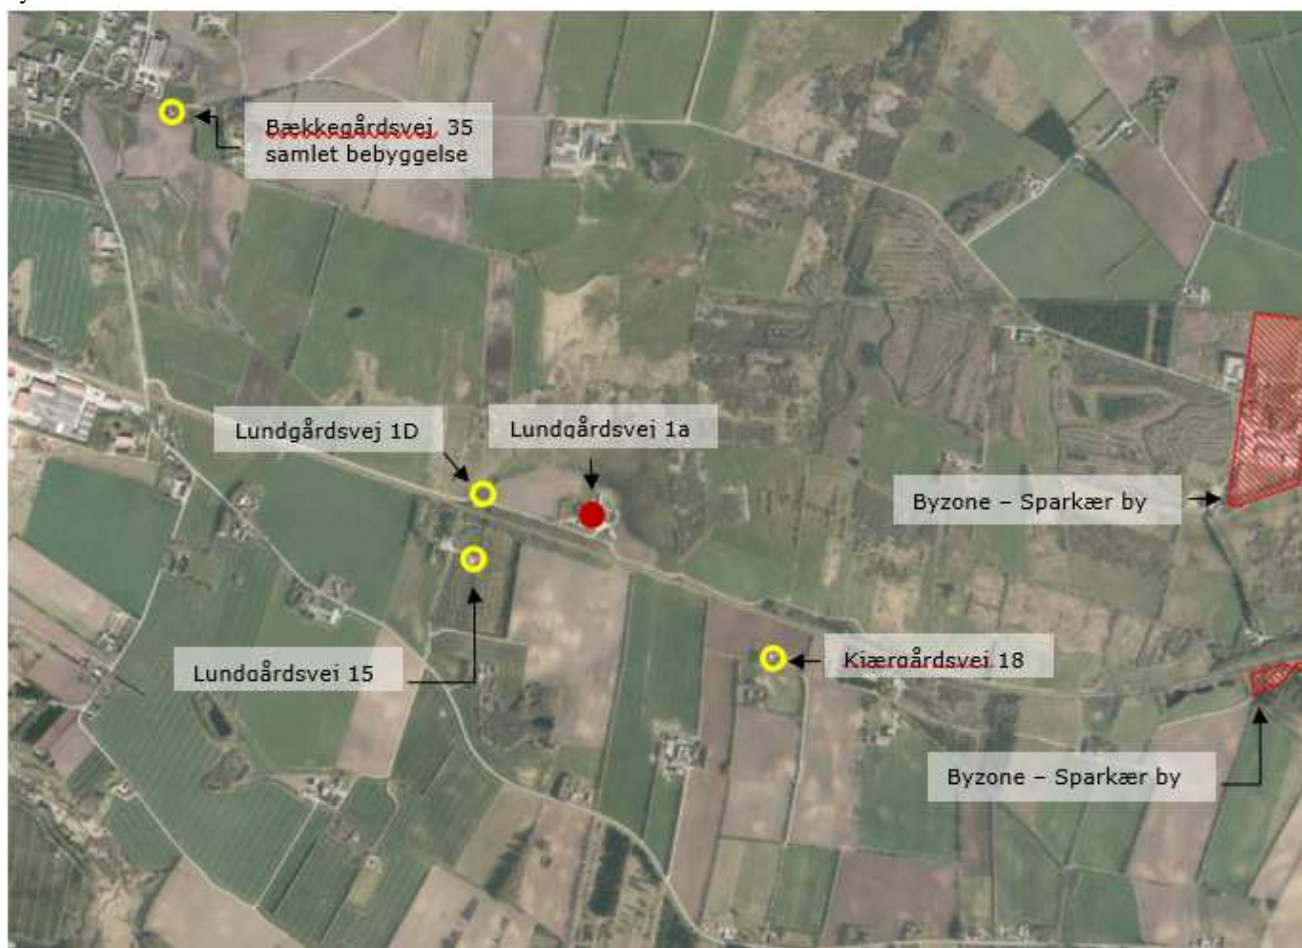 Bækkegårdsvej 35
samlet bebyggelse
Lundgårdsvej 1D
Lundgårdsvej 1a
Byzone – Sparkær by
Lundgårdsvej 15
Kjærgårdsvej 18
Byzone – Sparkær by